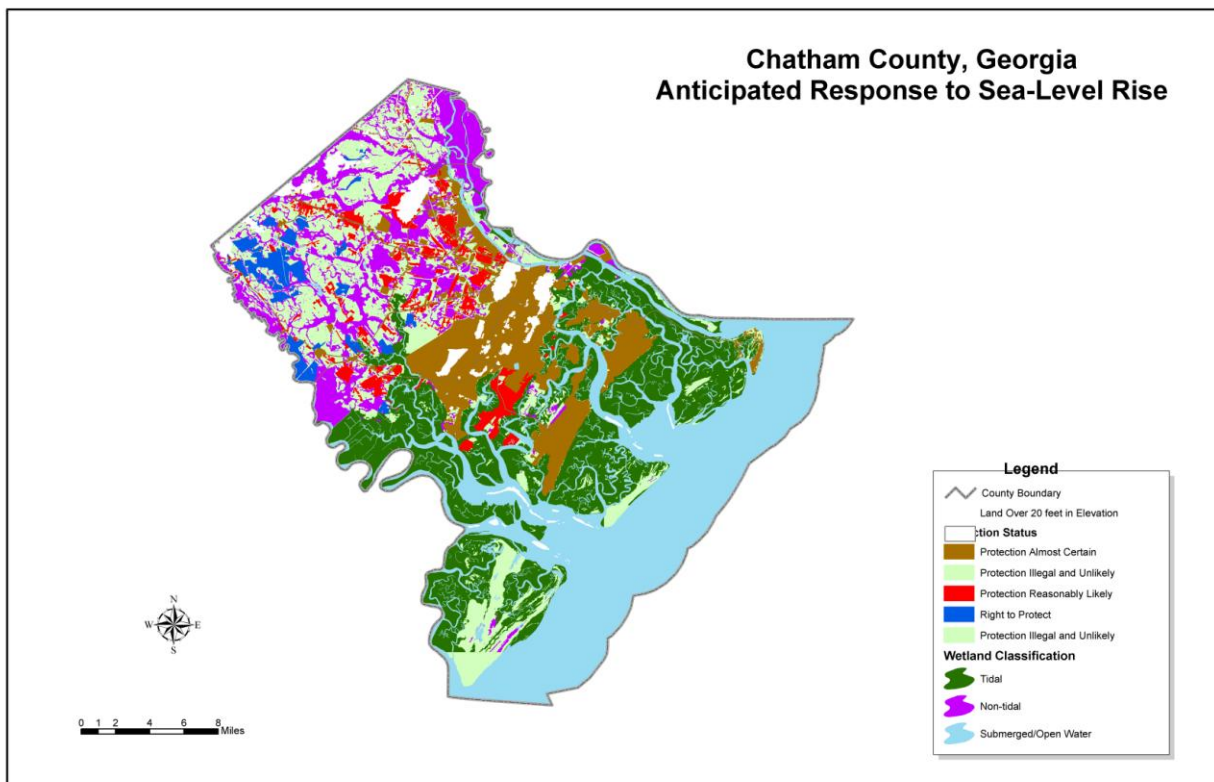 Chatham County, Georgia
Anticipated Response to Sea-Level Rise
Legend
County Boundary
Land Over 20 feet in Elevation
ction Status
Protection Almost Certain
Protection Illegal and Unlikely
Protection Reasonably Likely
Right to Protect
Protection Illegal and Unlikely
Wetland Classification
Tidal
Non-tidal
Submerged/Open Water
N
W E
S
0 1 2 4 6 8
Miles